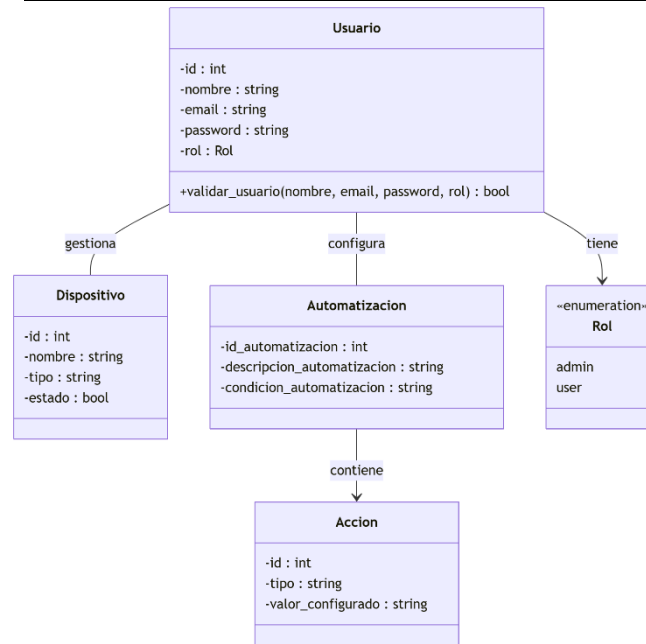 Usuario
-id : int
-nombre : string
-email : string
-password : string
-rol : Rol
+validar_usuario(nombre, email, password, rol) : bool
gestiona
configura
tiene
Dispositivo
-id : int
-nombre : string
-tipo : string
-estado : bool
Automatizacion
-id_automatizacion : int
-descripcion_automatizacion : string
-condicion_automatizacion : string
«enumeration»
Rol
admin
user
contiene
Accion
-id : int
-tipo : string
-valor_configurado : string